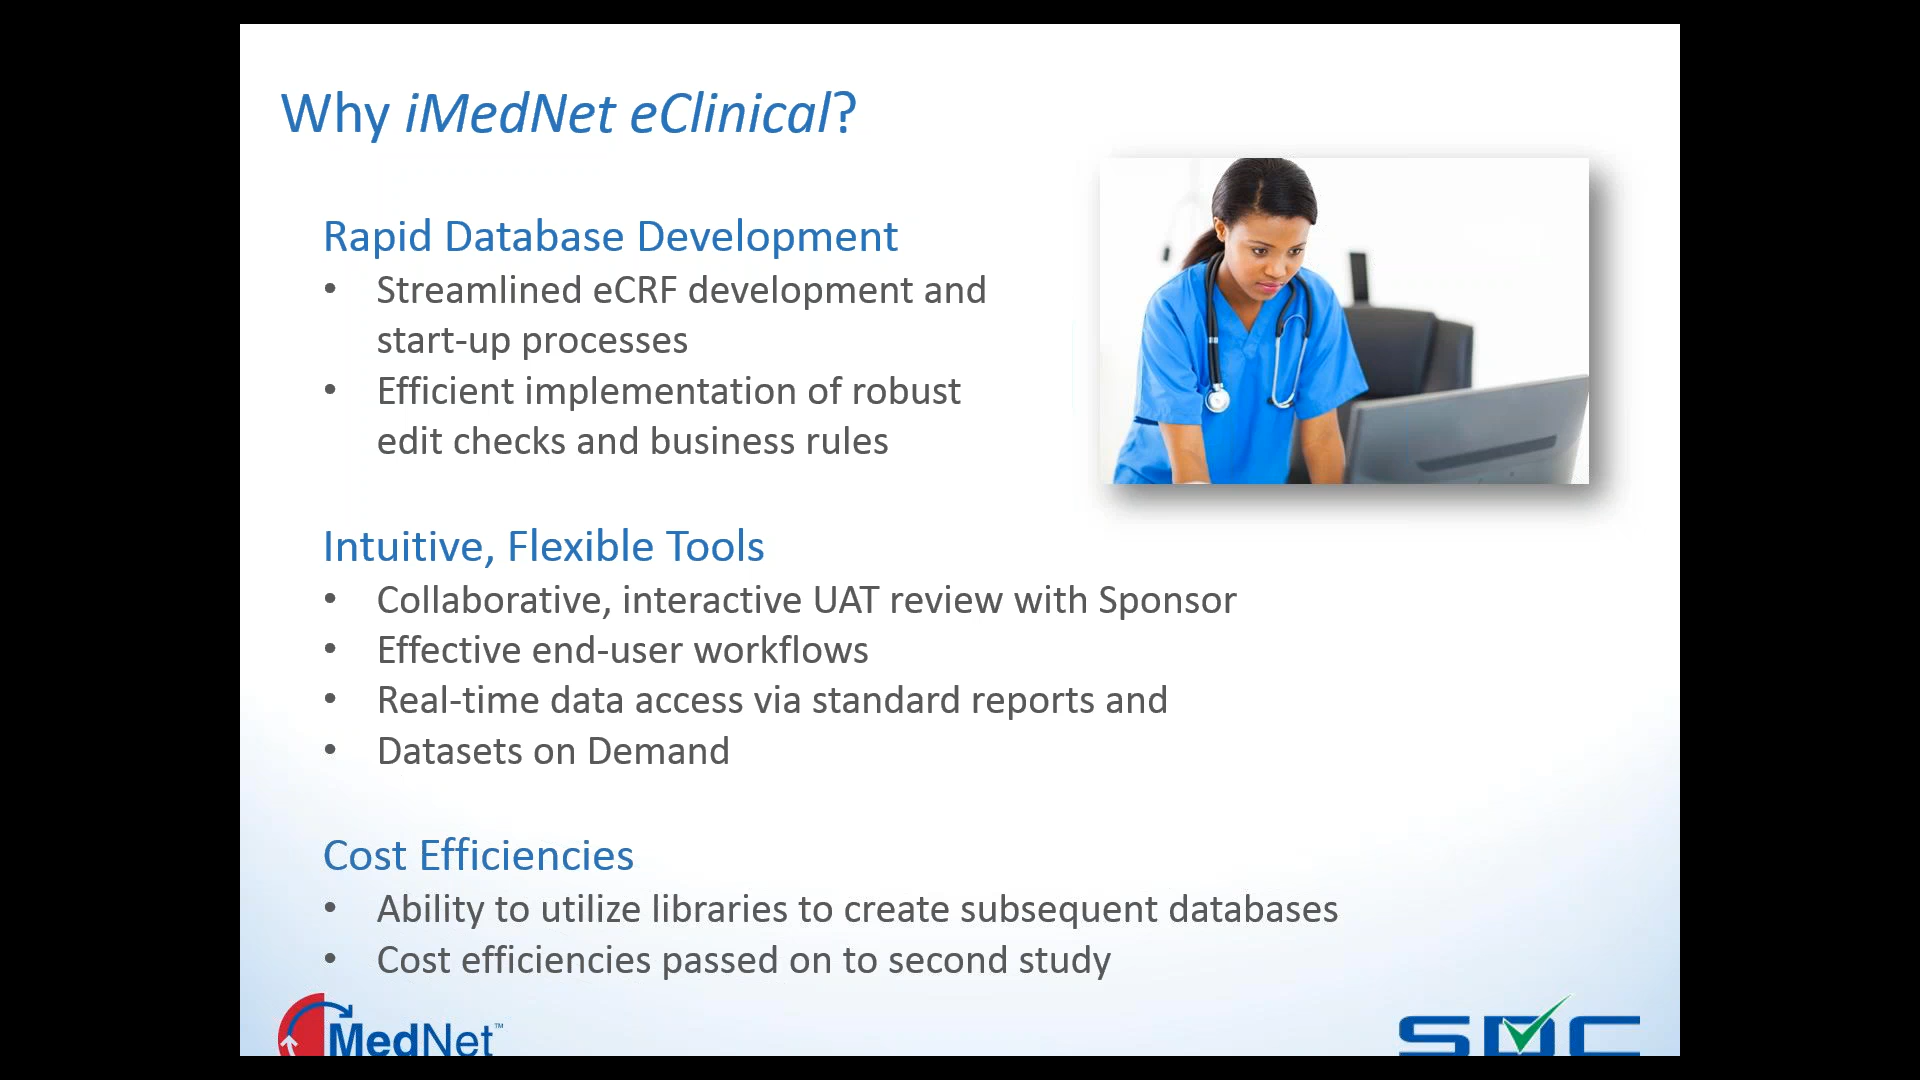 Why iMedNet eClinical?
Rapid Database Development
• Streamlined eCRF development and
start-up processes
• Efficient implementation of robust
edit checks and business rules
Intuitive, Flexible Tools
• Collaborative, interactive UAT review with Sponsor
• Effective end-user workflows
• Real-time data access via standard reports and
• Datasets on Demand
Cost Efficiencies
• Ability to utilize libraries to create subsequent databases
• Cost efficiencies passed on to second study
MedNet™
SDC